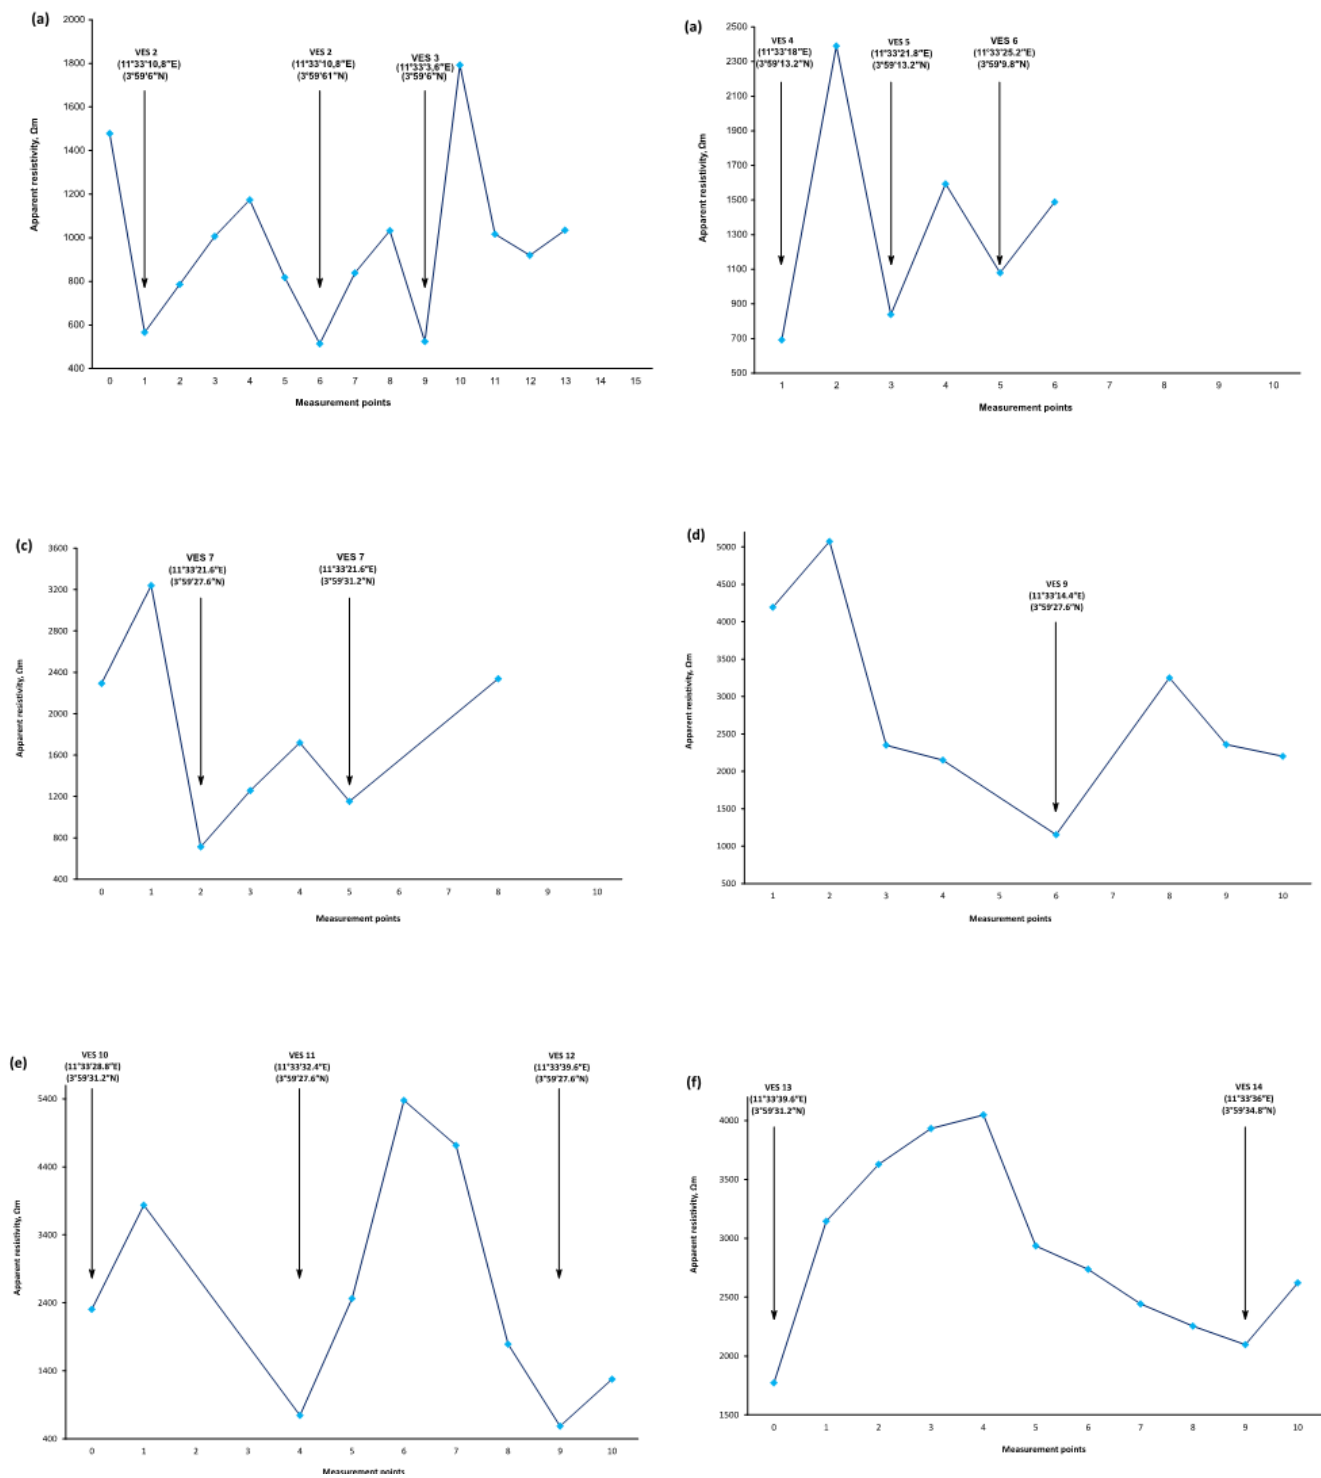 (a)
VES 2
(11°33'10,8"E)
(3°59'6"N)
VES 2
(11°33'10,8"E)
(3°59'61"N)
VES 3
(11°33'3,6"E)
(3°59'6"N)
Apparent resistivity, Ωm
2000
1800
1600
1400
1200
1000
800
600
400
0 1 2 3 4 5 6 7 8 9 10 11 12 13 14 15
Measurement points
(a)
VES 4
(11°33'18"E)
(3°59'13.2"N)
VES 5
(11°33'21.8"E)
(3°59'13.2"N)
VES 6
(11°33'25.2"E)
(3°59'9.8"N)
Apparent resistivity, Ωm
2500
2300
2100
1900
1700
1500
1300
1100
900
700
500
1 2 3 4 5 6 7 8 9 10
Measurement points
(c)
VES 7
(11°33'21.6"E)
(3°59'27.6"N)
VES 7
(11°33'21.6"E)
(3°59'31.2"N)
Apparent resistivity, Ωm
3600
3200
2800
2400
2000
1600
1200
800
400
0 1 2 3 4 5 6 7 8 9 10
Measurement points
(d)
VES 9
(11°33'14.4"E)
(3°59'27.6"N)
Apparent resistivity, Ωm
5000
4500
4000
3500
3000
2500
2000
1500
1000
500
1 2 3 4 5 6 7 8 9 10
Measurement points
(e)
VES 10
(11°33'28.8"E)
(3°59'31.2"N)
VES 11
(11°33'32.4"E)
(3°59'27.6"N)
VES 12
(11°33'39.6"E)
(3°59'27.6"N)
Apparent resistivity, Ωm
5400
4400
3400
2400
1400
400
0 1 2 3 4 5 6 7 8 9 10
Measurement points
(f)
VES 13
(11°33'39.6"E)
(3°59'31.2"N)
VES 14
(11°33'36"E)
(3°59'34.8"N)
Apparent resistivity, Ωm
4000
3500
3000
2500
2000
1500
0 1 2 3 4 5 6 7 8 9 10
Measurement points